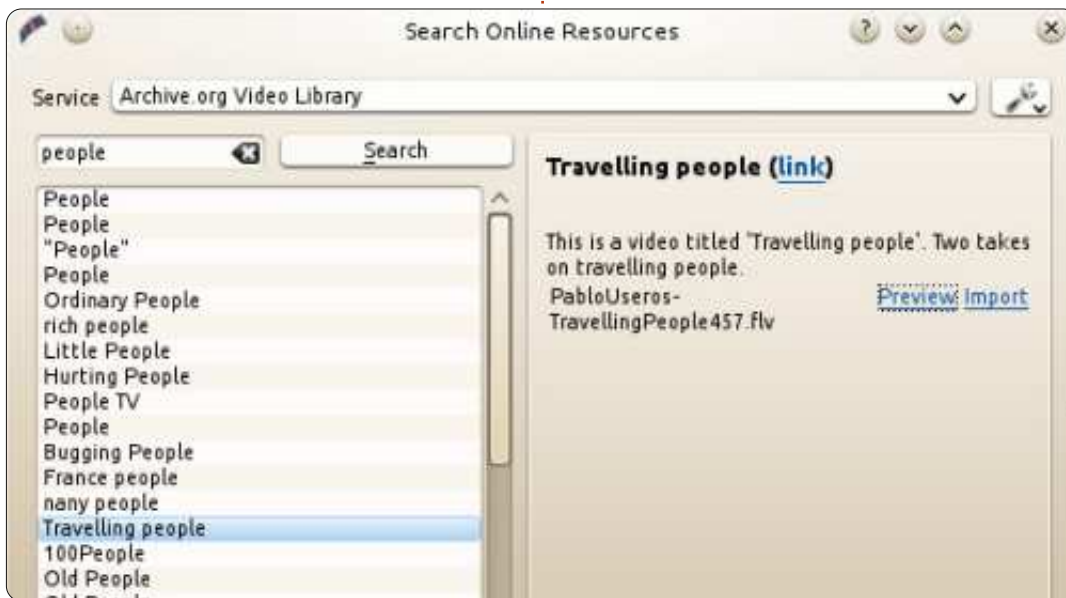 Search Online Resources
Service Archive.org Video Library
people Search
People
People
"People"
People
Ordinary People
rich people
Little People
Hurting People
People TV
People
Bugging People
France people
nany people
Travelling people
100People
Old People
Travelling people (link)
This is a video titled 'Travelling people'. Two takes
on travelling people.
PabloUseros- Preview Import
TravellingPeople457.flv